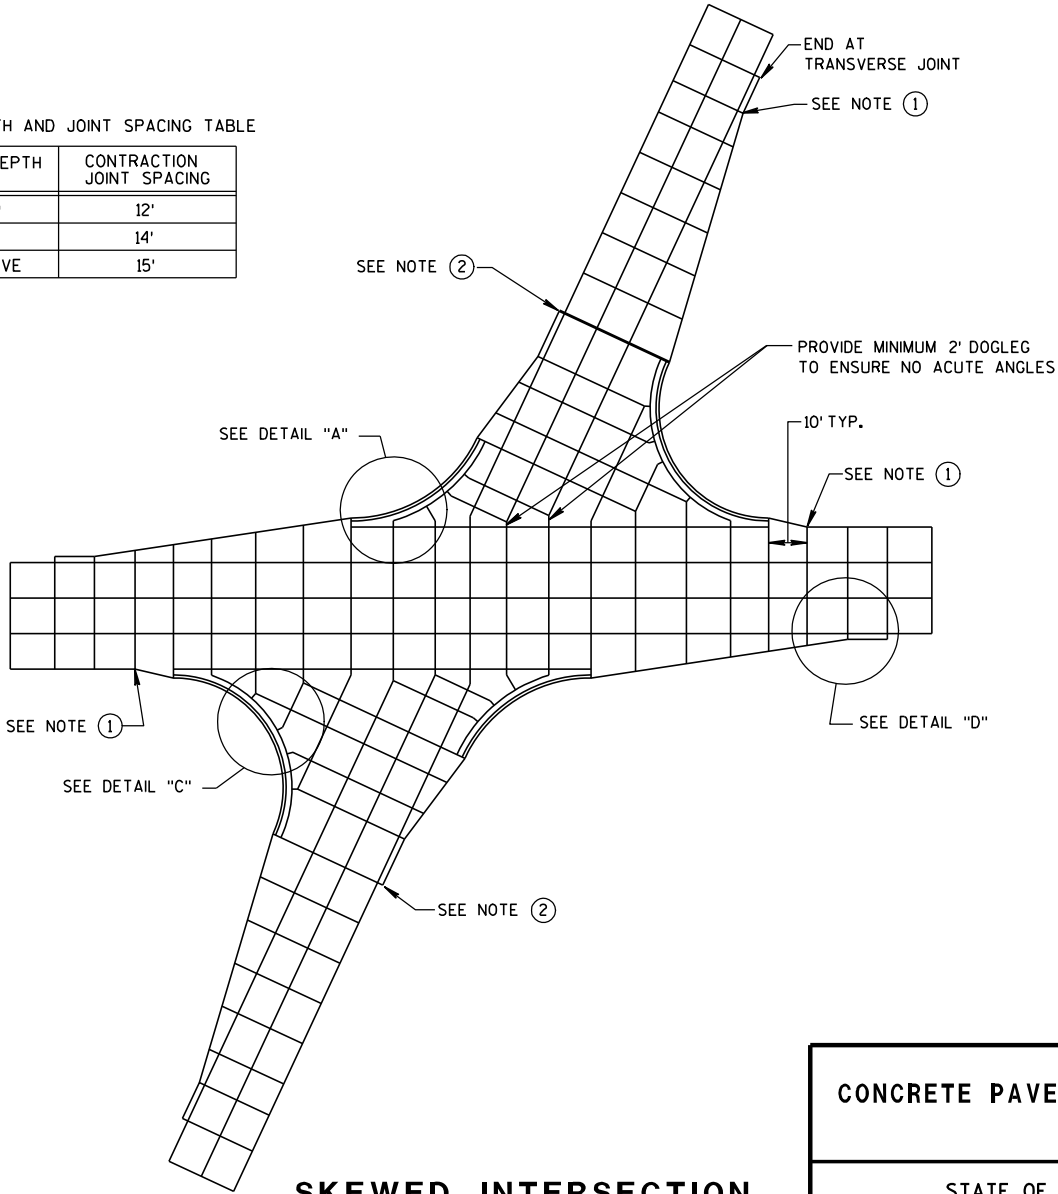 END AT
TRANSVERSE JOINT
SEE NOTE 1
TH AND JOINT SPACING TABLE
EPTH
CONTRACTION
JOINT SPACING
12'
14'
VE 15'
SEE NOTE 2
PROVIDE MINIMUM 2' DOGLEG
TO ENSURE NO ACUTE ANGLES
SEE DETAIL "A"
10' TYP.
SEE NOTE 1
SEE NOTE 1
SEE DETAIL "D"
SEE DETAIL "C"
SEE NOTE 2
CONCRETE PAVE
SKEWED INTERSECTION
STATE OF